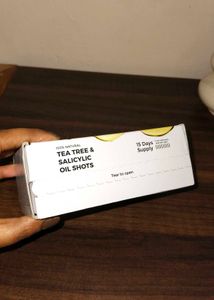 100% NATURAL
TEA TREE &
SALICYLIC
OIL SHOTS
15 Days
Supply
Tear to open